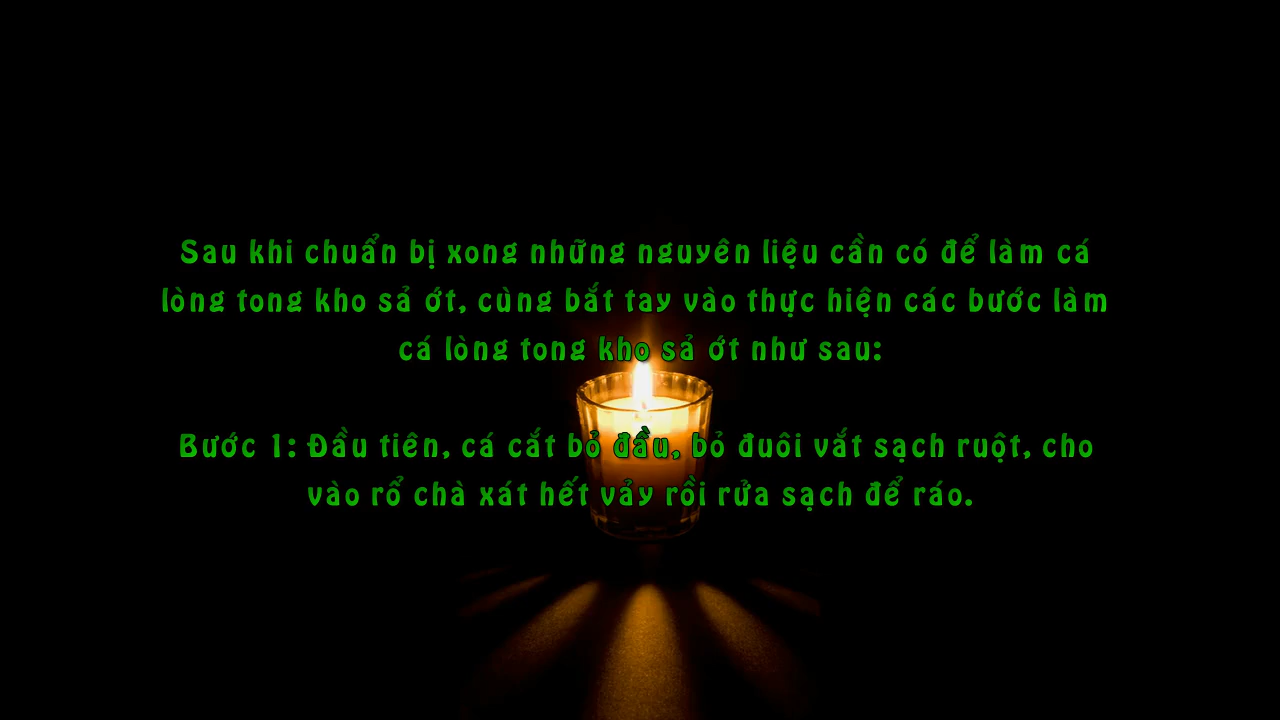 Sau khi chuẩn bị xong những nguyên liệu cần có để làm cá
lòng tong kho sả ớt, cùng bắt tay vào thực hiện các bước làm
cá lòng tong kho sả ớt như sau:
Bước 1: Đầu tiên, cá cắt bỏ đầu, bỏ đuôi vắt sạch ruột, cho
vào rổ chà xát hết vảy rồi rửa sạch để ráo.